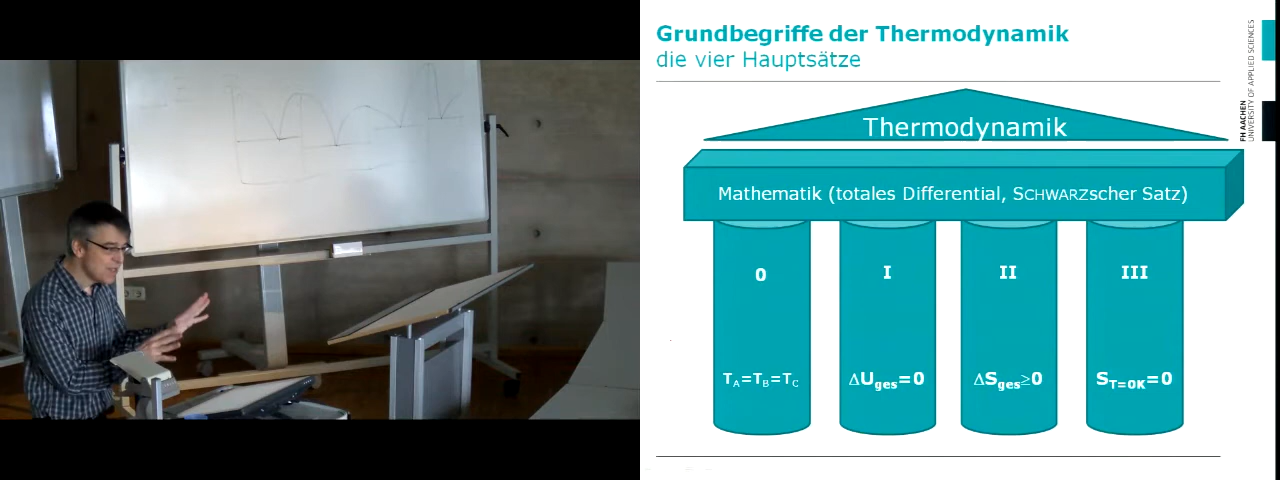 Grundbegriffe der Thermodynamik
die vier Hauptsätze
FH AACHEN
UNIVERSITY OF APPLIED SCIENCES
Thermodynamik
Mathematik (totales Differential, SCHWARZscher Satz)
0
I
II
III
TA=TB=TC
ΔUges=0
ΔSges≥0
ST=0K=0